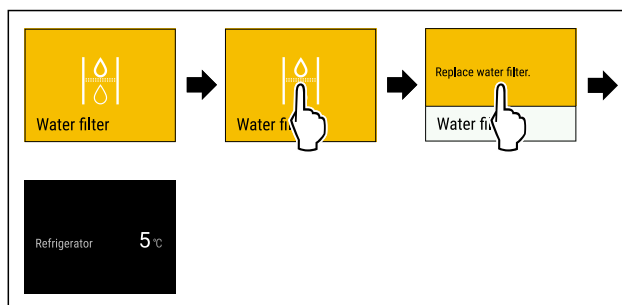 Water filter
Water fi
Replace water filter.
Water fi
Refrigerator 5 °C